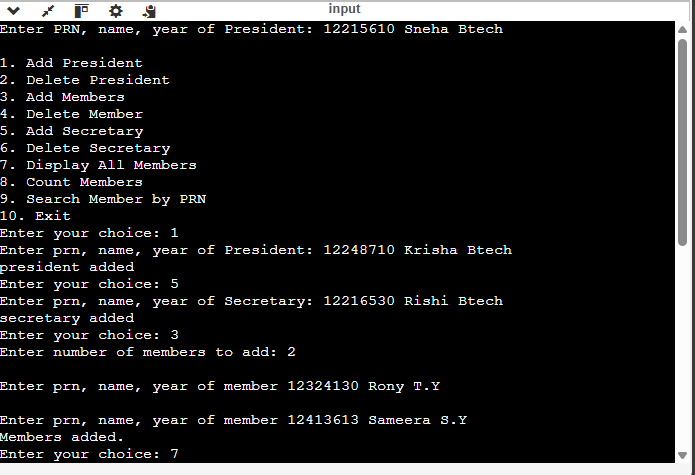 input
Enter PRN, name, year of President: 12215610 Sneha Btech
1. Add President
2. Delete President
3. Add Members
4. Delete Member
5. Add Secretary
6. Delete Secretary
7. Display All Members
8. Count Members
9. Search Member by PRN
10. Exit
Enter your choice: 1
Enter prn, name, year of President: 12248710 Krisha Btech
president added
Enter your choice: 5
Enter prn, name, year of Secretary: 12216530 Rishi Btech
secretary added
Enter your choice: 3
Enter number of members to add: 2
Enter prn, name, year of member 12324130 Rony T.Y
Enter prn, name, year of member 12413613 Sameera S.Y
Members added.
Enter your choice: 7